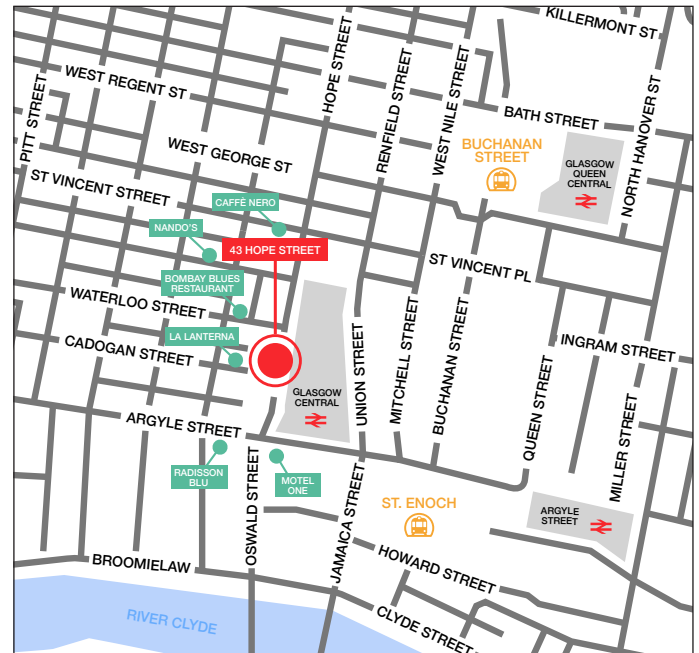 KILLERMONT ST
HOPE STREET
WEST REGENT ST
RENFIELD STREET
WEST NILE STREET
NORTH HANOVER ST
PITT STREET
BATH STREET
WEST GEORGE ST
BUCHANAN
STREET
GLASGOW
QUEEN
CENTRAL
ST VINCENT STREET
CAFFÈ NERO
NANDO'S
43 HOPE STREET
ST VINCENT PL
BOMBAY BLUES
RESTAURANT
WATERLOO STREET
LA LANTERNA
CADOGAN STREET
UNION STREET
MITCHELL STREET
BUCHANAN STREET
INGRAM STREET
QUEEN STREET
GLASGOW
CENTRAL
MILLER STREET
ARGYLE STREET
RADISSON
BLU
MOTEL
ONE
OSWALD STREET
JAMAICA STREET
ST. ENOCH
ARGYLE
STREET
BROOMIELAW
HOWARD STREET
RIVER CLYDE
CLYDE STREET